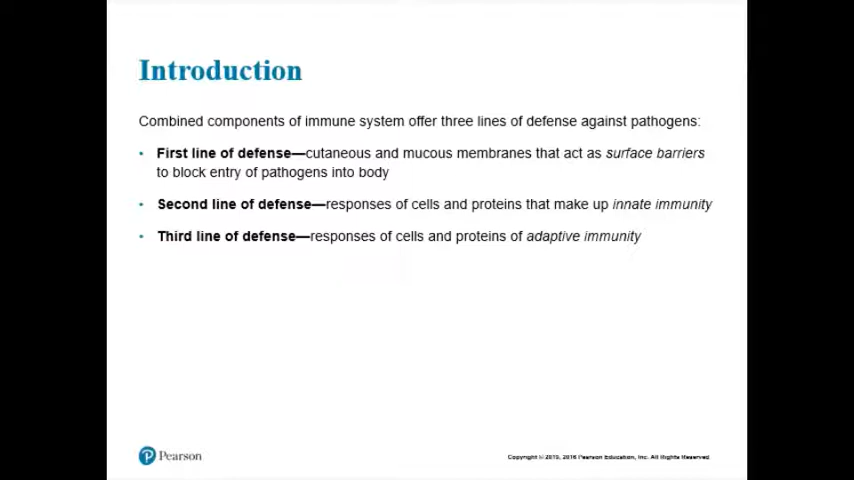 Introduction
Combined components of immune system offer three lines of defense against pathogens:
• First line of defense—cutaneous and mucous membranes that act as surface barriers
to block entry of pathogens into body
• Second line of defense—responses of cells and proteins that make up innate immunity
• Third line of defense—responses of cells and proteins of adaptive immunity
Pearson
Copyright © 2019, 2016 Pearson Education, Inc. All Rights Reserved